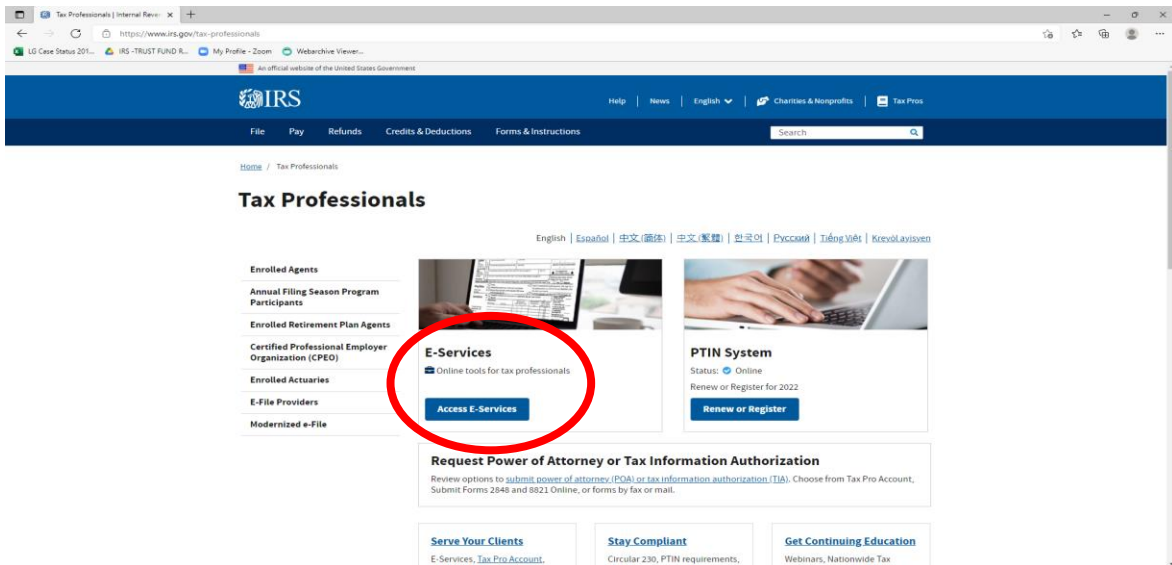 Tax Professionals | Internal Reve
https://www.irs.gov/tax-professionals
LG Case Status 201... IRS -TRUST FUND R... My Profile - Zoom Webarchive Viewer...
An official website of the United States Government
IRS
Help | News | English | Charities & Nonprofits | Tax Pros
File Pay Refunds Credits & Deductions Forms & Instructions Search
Home / Tax Professionals
Tax Professionals
English | Español | 中文 (简体) | 中文 (繁體) | 한국어 | Русский | Tiếng Việt | Kreyòl ayisyen
Enrolled Agents
Annual Filing Season Program
Participants
Enrolled Retirement Plan Agents
Certified Professional Employer
Organization (CPEO)
Enrolled Actuaries
E-File Providers
Modernized e-File
E-Services
Online tools for tax professionals
Access E-Services
PTIN System
Status: Online
Renew or Register for 2022
Renew or Register
Request Power of Attorney or Tax Information Authorization
Review options to submit power of attorney (POA) or tax information authorization (TIA). Choose from Tax Pro Account,
Submit Forms 2848 and 8821 Online, or forms by fax or mail.
Serve Your Clients
E-Services, Tax Pro Account,
Stay Compliant
Circular 230, PTIN requirements,
Get Continuing Education
Webinars, Nationwide Tax